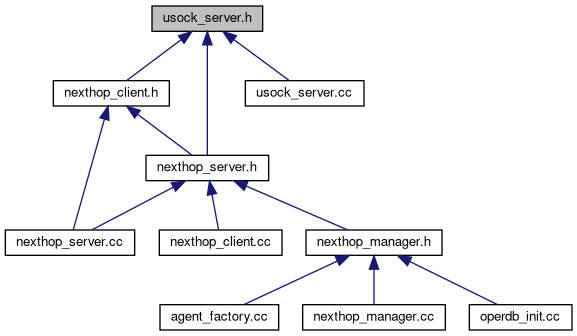 usock_server.h
nexthop_client.h
usock_server.cc
nexthop_server.h
nexthop_server.cc
nexthop_client.cc
nexthop_manager.h
agent_factory.cc
nexthop_manager.cc
operdb_init.cc